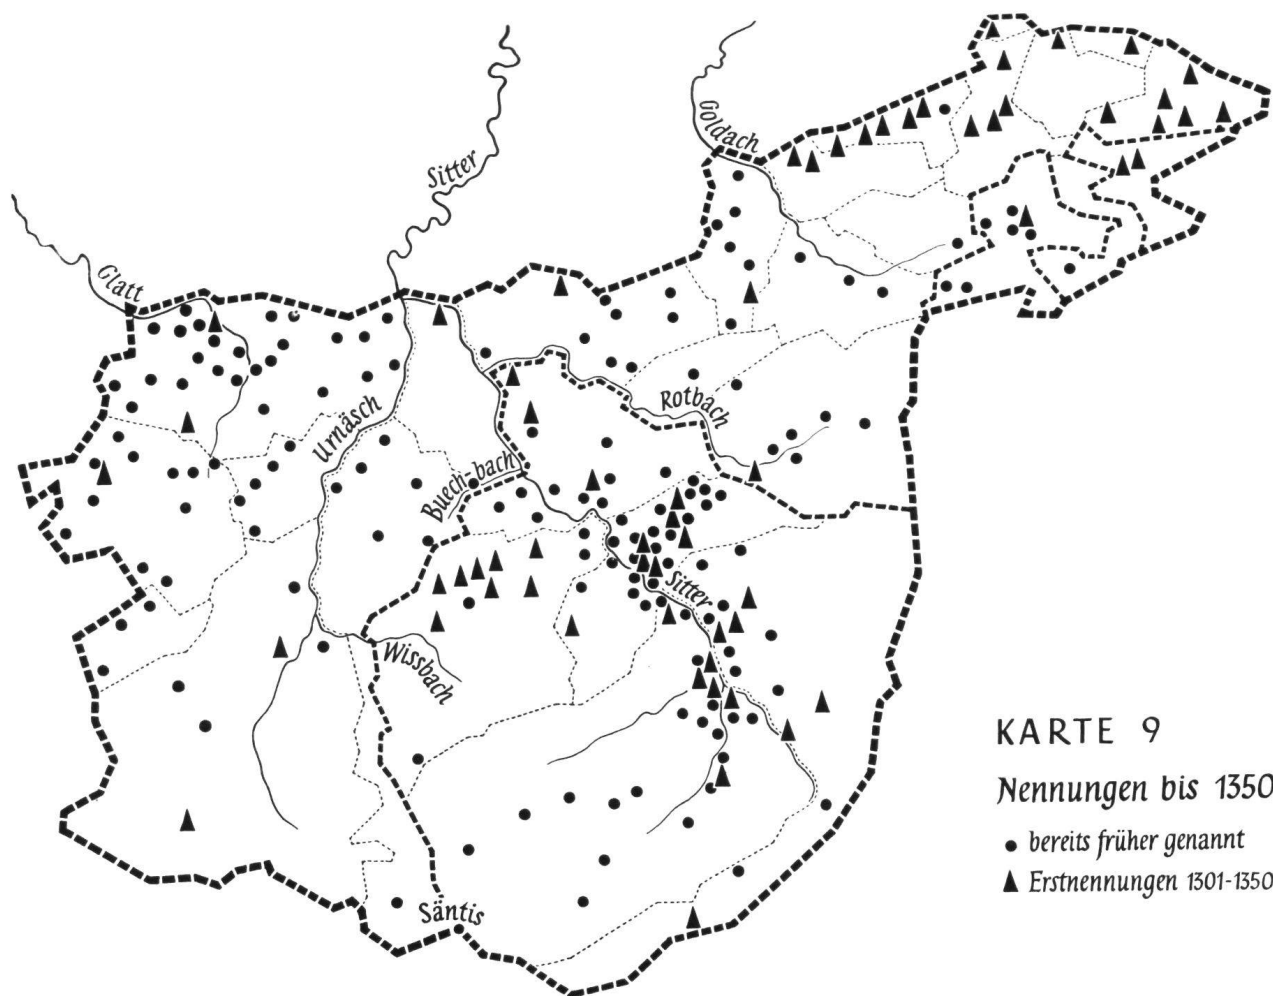 Goldach
Sitter
Glatt
Rotbach
Urnäsch
Buech-bach
Sitter
Wissbach
Säntis
KARTE 9
Nennungen bis 1350
bereits früher genannt
Erstnennungen 1301-1350